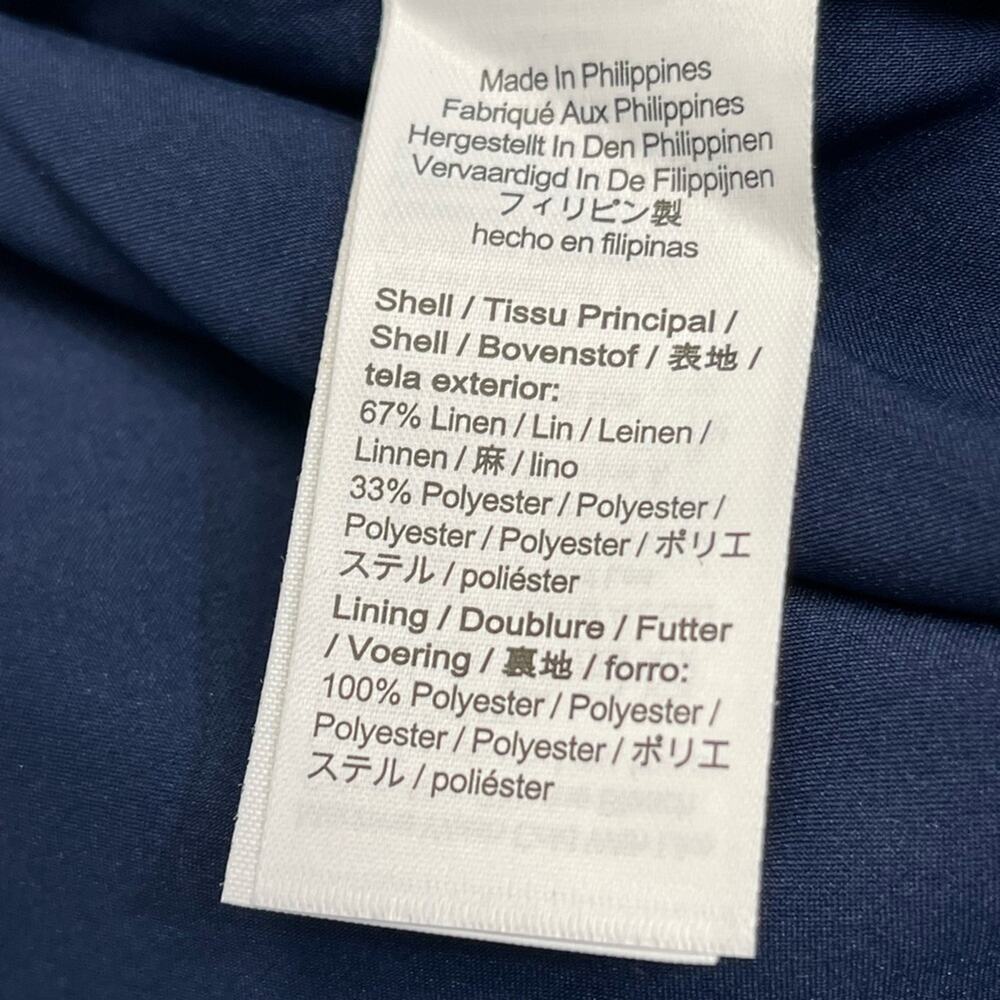 Made In Philippines
Fabriqué Aux Philippines
Hergestellt In Den Philippinen
Vervaardigd In De Filippijnen
フィリピン製
hecho en filipinas
Shell / Tissu Principal /
Shell / Bovenstof / 表地 /
tela exterior:
67% Linen / Lin / Leinen /
Linnen / 麻 / lino
33% Polyester / Polyester /
Polyester / Polyester / ポリエ
ステル / poliéster
Lining / Doublure / Futter
/ Voering / 裏地 / forro:
100% Polyester / Polyester /
Polyester / Polyester / ポリエ
ステル / poliéster